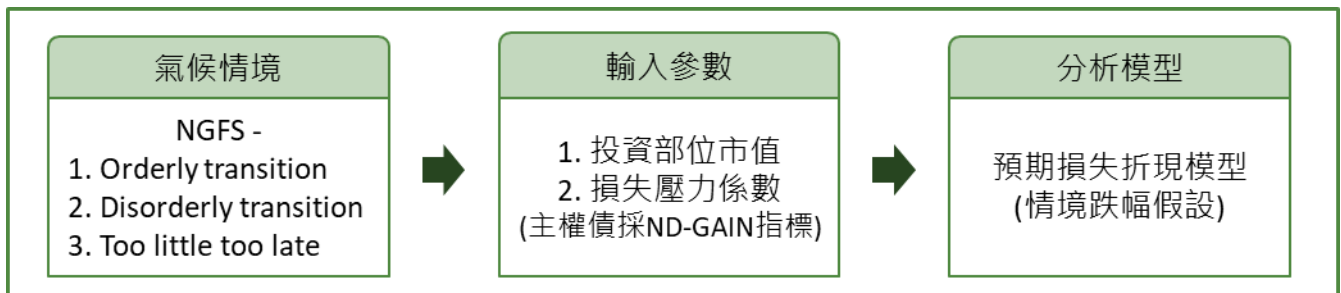 氣候情境
NGFS -
1. Orderly transition
2. Disorderly transition
3. Too little too late
輸入參數
1. 投資部位市值
2. 損失壓力係數
(主權債採ND-GAIN指標)
分析模型
預期損失折現模型
(情境跌幅假設)